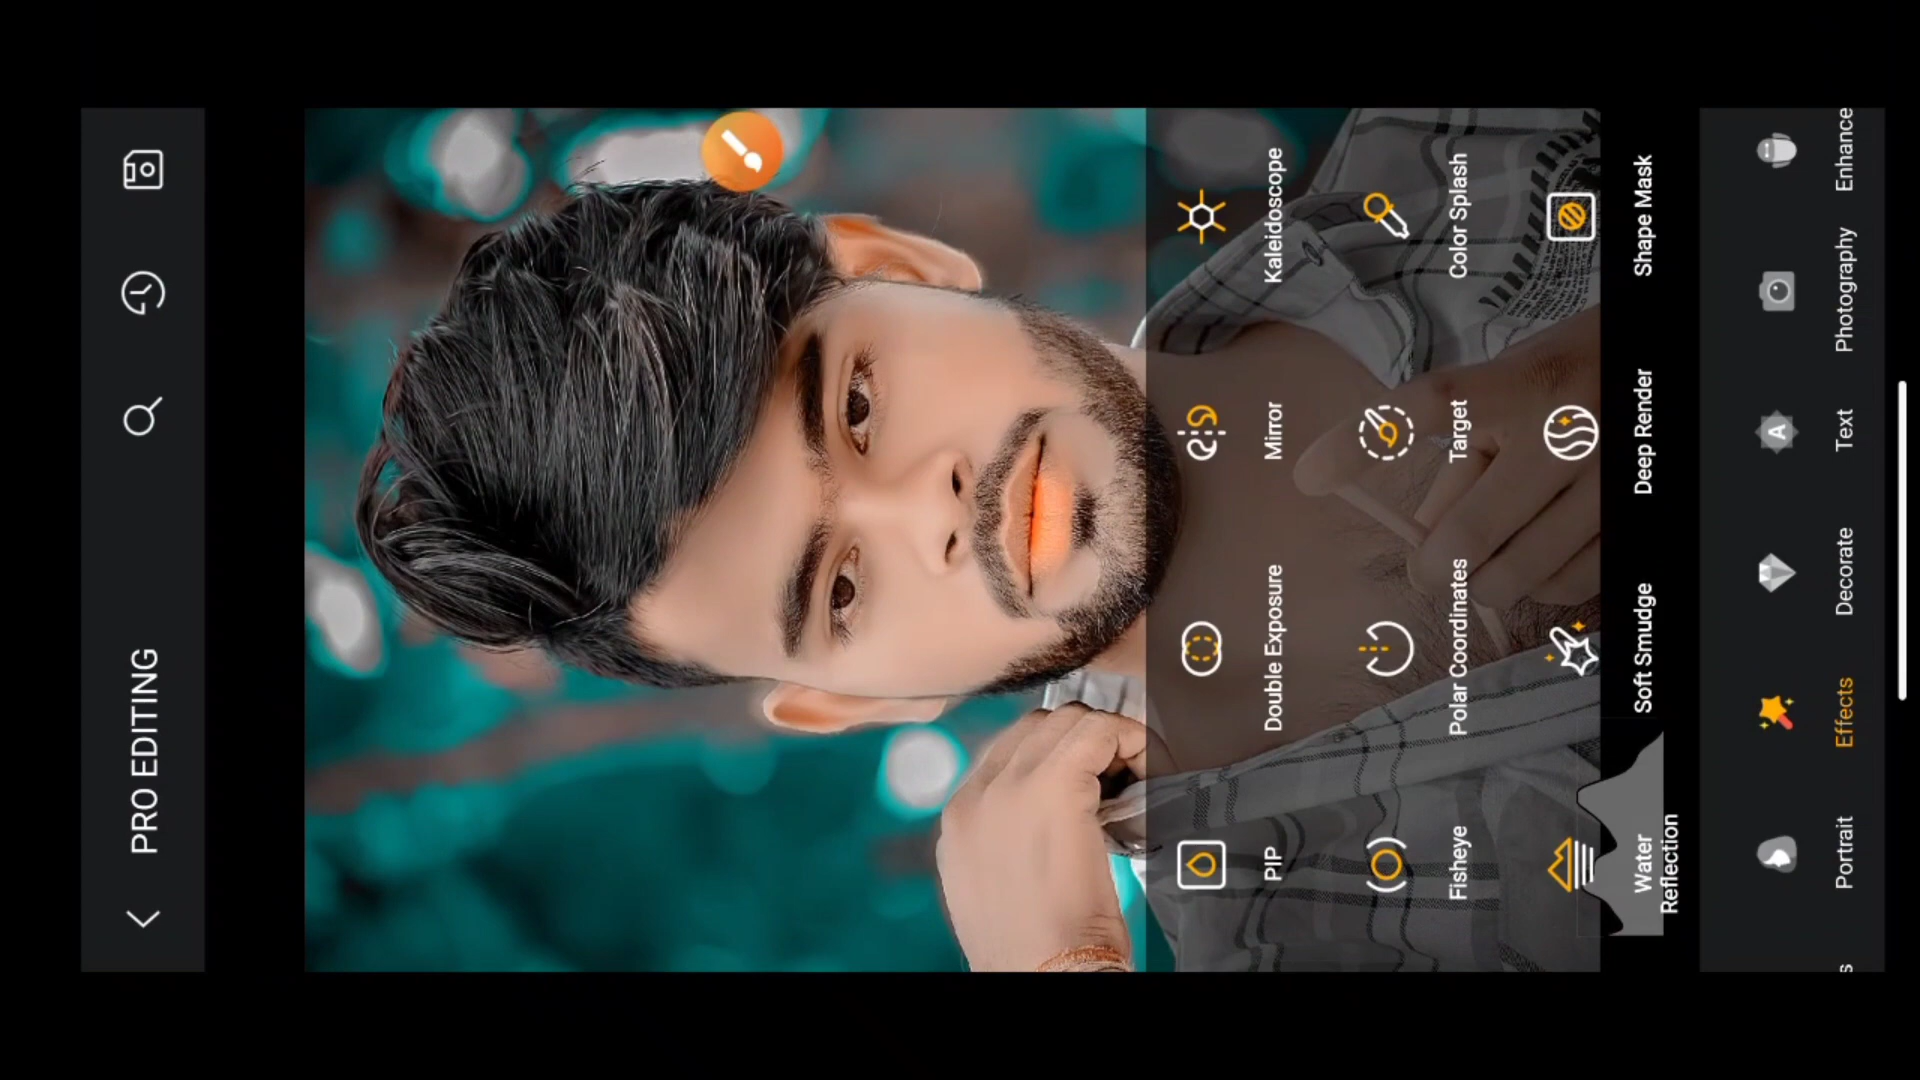 PRO EDITING
PIP
Double Exposure
Mirror
Kaleidoscope
Fisheye
Polar Coordinates
Target
Color Splash
Water
Reflection
Soft Smudge
Deep Render
Shape Mask
s
Portrait
Effects
Decorate
Text
Photography
Enhance